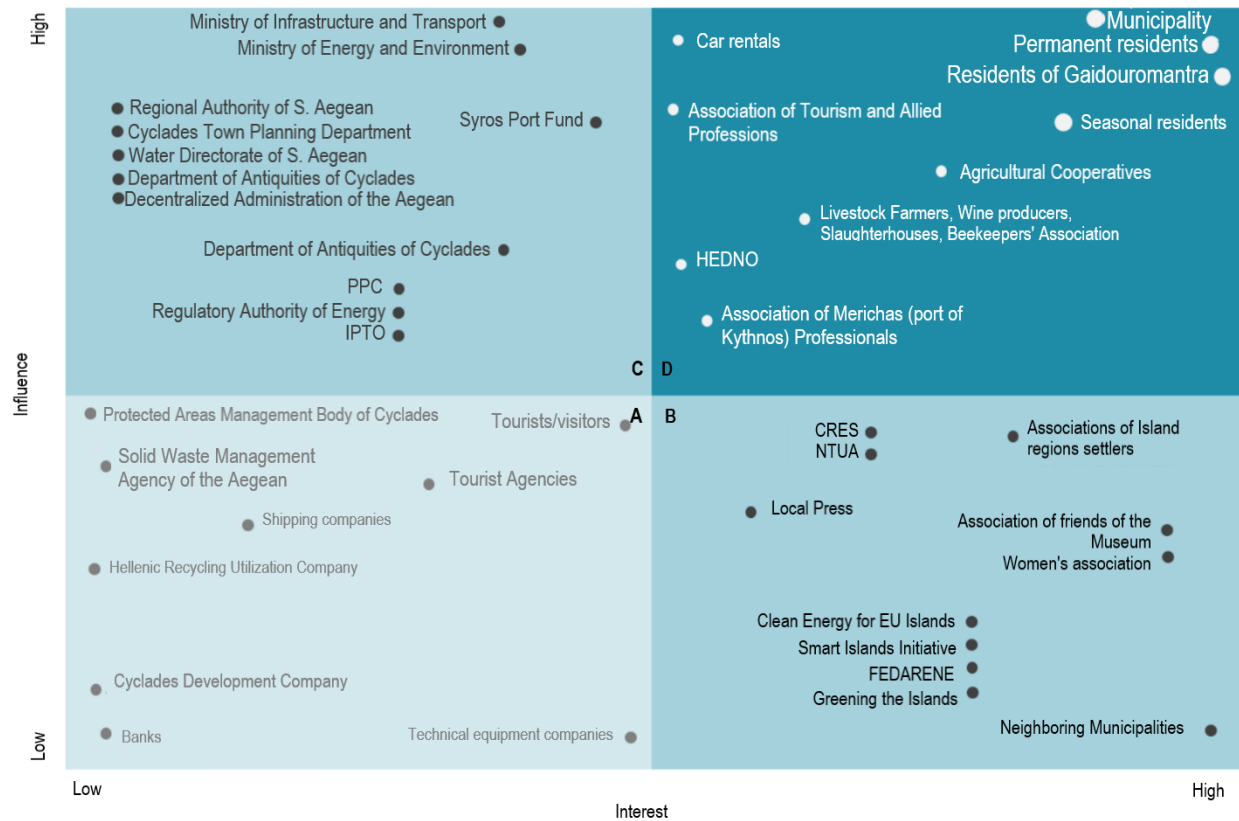 High
Ministry of Infrastructure and Transport
Ministry of Energy and Environment
Regional Authority of S. Aegean
Cyclades Town Planning Department
Water Directorate of S. Aegean
Department of Antiquities of Cyclades
Decentralized Administration of the Aegean
Syros Port Fund
Department of Antiquities of Cyclades
PPC
Regulatory Authority of Energy
IPTO
C
Car rentals
Municipality
Permanent residents
Residents of Gaidouromantra
Association of Tourism and Allied
Professions
Seasonal residents
Agricultural Cooperatives
Livestock Farmers, Wine producers,
Slaughterhouses, Beekeepers' Association
HEDNO
Association of Merichas (port of
Kythnos) Professionals
D
Influence
A
Protected Areas Management Body of Cyclades
Tourists/visitors
Solid Waste Management
Agency of the Aegean
Tourist Agencies
Shipping companies
Hellenic Recycling Utilization Company
Cyclades Development Company
Banks
Technical equipment companies
B
CRES
NTUA
Associations of Island
regions settlers
Local Press
Association of friends of the
Museum
Women's association
Clean Energy for EU Islands
Smart Islands Initiative
FEDARENE
Greening the Islands
Neighboring Municipalities
Low
Low
High
Interest